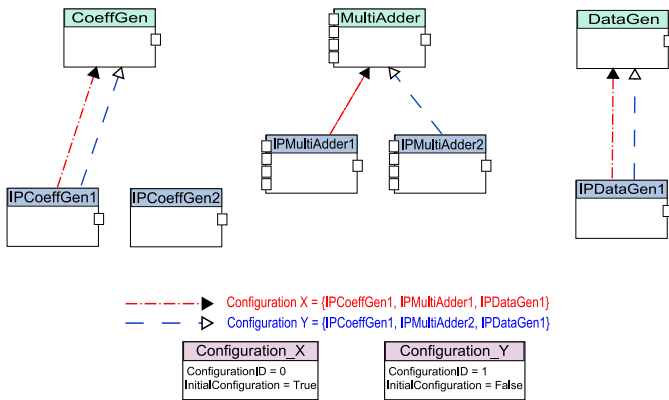 CoeffGen
MultiAdder
DataGen
IPMultiAdder1
IPMultiAdder2
IPCoeffGen1
IPCoeffGen2
IPDataGen1
Configuration X = {IPCoeffGen1, IPMultiAdder1, IPDataGen1}
Configuration Y = {IPCoeffGen1, IPMultiAdder2, IPDataGen1}
Configuration_X
ConfigurationID = 0
InitialConfiguration = True
Configuration_Y
ConfigurationID = 1
InitialConfiguration = False